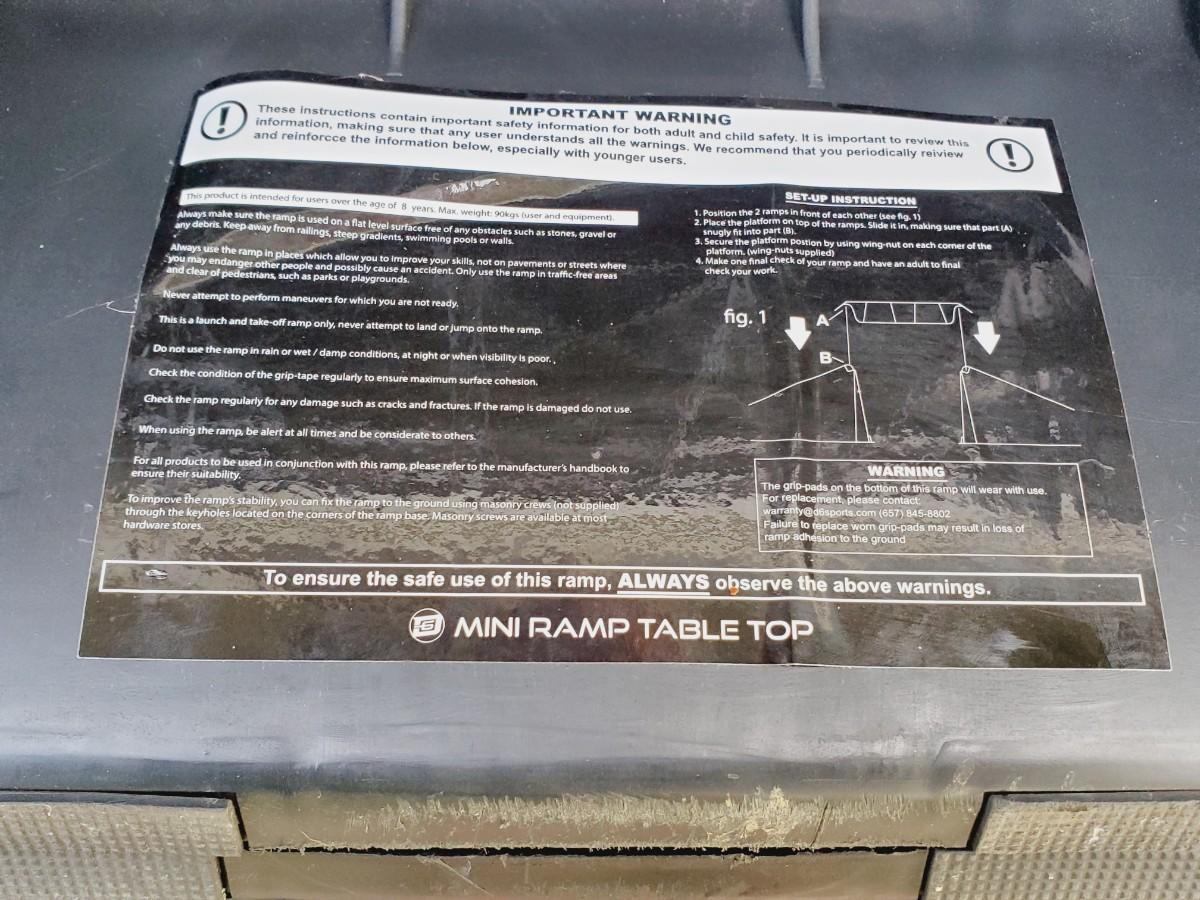 IMPORTANT WARNING
These instructions contain important safety information for both adult and child safety. It is important to review this
information, making sure that any user understands all the warnings. We recommend that you periodically reiview
and reinforcce the information below, especially with younger users.
This product is intended for users over the age of 8 years. Max. weight: 90kgs (user and equipment).
Always make sure the ramp is used on a flat level surface free of any obstacles such as stones, gravel or
any debris. Keep away from railings, steep gradients, swimming pools or walls.
Always use the ramp in places which allow you to improve your skills, not on pavements or streets where
you may endanger other people and possibly cause an accident. Only use the ramp in traffic-free areas
and clear of pedestrians, such as parks or playgrounds.
Never attempt to perform maneuvers for which you are not ready.
This is a launch and take-off ramp only, never attempt to land or jump onto the ramp.
Do not use the ramp in rain or wet / damp conditions, at night or when visibility is poor. ,
Check the condition of the grip-tape regularly to ensure maximum surface cohesion.
Check the ramp regularly for any damage such as cracks and fractures. If the ramp is damaged do not use.
When using the ramp, be alert at all times and be considerate to others.
For all products to be used in conjunction with this ramp, please refer to the manufacturer's handbook to
ensure their suitability.
To improve the ramp's stability, you can fix the ramp to the ground using masonry crews (not supplied)
through the keyholes located on the corners of the ramp base. Masonry screws are available at most
hardware stores.
SET-UP INSTRUCTION
1. Position the 2 ramps in front of each other (see fig. 1)
2. Place the platform on top of the ramps. Slide it in, making sure that part (A)
snugly fit into part (B).
3. Secure the platform postion by using wing-nut on each corner of the
platform. (wing-nuts supplied)
4. Make one final check of your ramp and have an adult to final
check your work.
fig. 1
A
B
WARNING
The grip-pads on the bottom of this ramp will wear with use.
For replacement, please contact:
warranty@d6sports.com (657) 845-8802
Failure to replace worn grip-pads may result in loss of
ramp adhesion to the ground
To ensure the safe use of this ramp, ALWAYS observe the above warnings.
MINI RAMP TABLE TOP